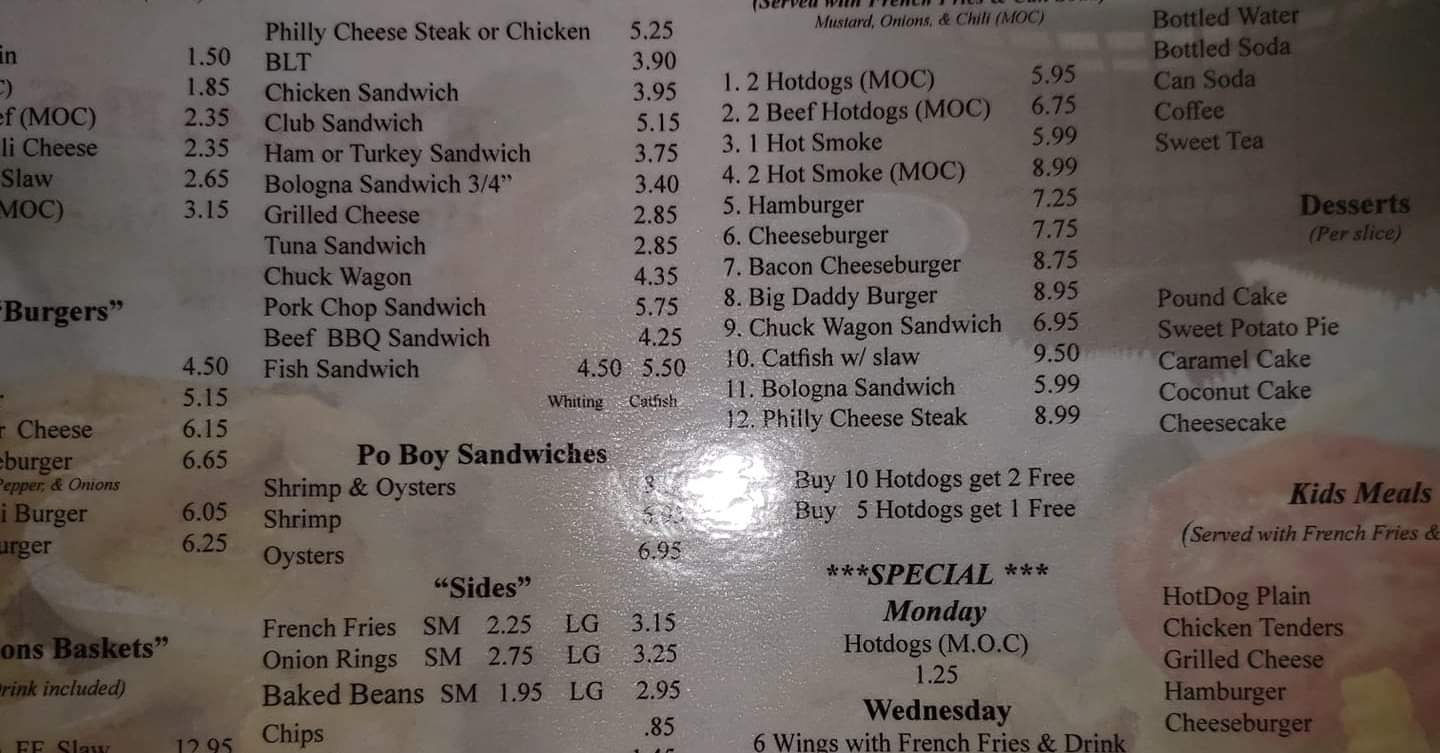 1.50
1.85
(MOC) 2.35
Cheese 2.35
Slaw 2.65
MOC) 3.15
Burgers”
4.50
5.15
Cheese 6.15
6.65
Pepper, & Onions
Burger 6.05
6.25
Baskets”
Drink included)
FF Slaw 12.95
Philly Cheese Steak or Chicken 5.25
BLT 3.90
Chicken Sandwich 3.95
Club Sandwich 5.15
Ham or Turkey Sandwich 3.75
Bologna Sandwich 3/4” 3.40
Grilled Cheese 2.85
Tuna Sandwich 2.85
Chuck Wagon 4.35
Pork Chop Sandwich 5.75
Beef BBQ Sandwich 4.25
Fish Sandwich 4.50 5.50
Whiting Catfish
Po Boy Sandwiches
Shrimp & Oysters
Shrimp
Oysters 6.95
“Sides”
French Fries SM 2.25 LG 3.15
Onion Rings SM 2.75 LG 3.25
Baked Beans SM 1.95 LG 2.95
Chips .85
(Served with French Fries &
Mustard, Onions, & Chili (MOC)
1. 2 Hotdogs (MOC) 5.95
2. 2 Beef Hotdogs (MOC) 6.75
3. 1 Hot Smoke 5.99
4. 2 Hot Smoke (MOC) 8.99
5. Hamburger 7.25
6. Cheeseburger 7.75
7. Bacon Cheeseburger 8.75
8. Big Daddy Burger 8.95
9. Chuck Wagon Sandwich 6.95
10. Catfish w/ slaw 9.50
11. Bologna Sandwich 5.99
12. Philly Cheese Steak 8.99
Buy 10 Hotdogs get 2 Free
Buy 5 Hotdogs get 1 Free
***SPECIAL ***
Monday
Hotdogs (M.O.C)
1.25
Wednesday
6 Wings with French Fries & Drink
Bottled Water
Bottled Soda
Can Soda
Coffee
Sweet Tea
Desserts
(Per slice)
Pound Cake
Sweet Potato Pie
Caramel Cake
Coconut Cake
Cheesecake
Kids Meals
(Served with French Fries &
HotDog Plain
Chicken Tenders
Grilled Cheese
Hamburger
Cheeseburger